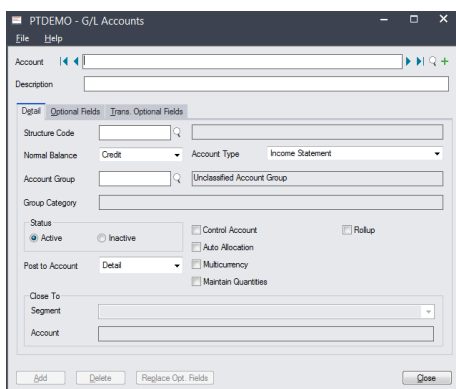 PTDEMO - G/L Accounts
File Help
Account
Description
Detail Optional Fields Trans. Optional Fields
Structure Code
Normal Balance Credit Account Type Income Statement
Account Group Unclassified Account Group
Group Category
Status
Active Inactive
Control Account Rollup
Auto Allocation
Post to Account Detail Multicurrency
Maintain Quantities
Close To
Segment
Account
Add Delete Replace Opt. Fields Close